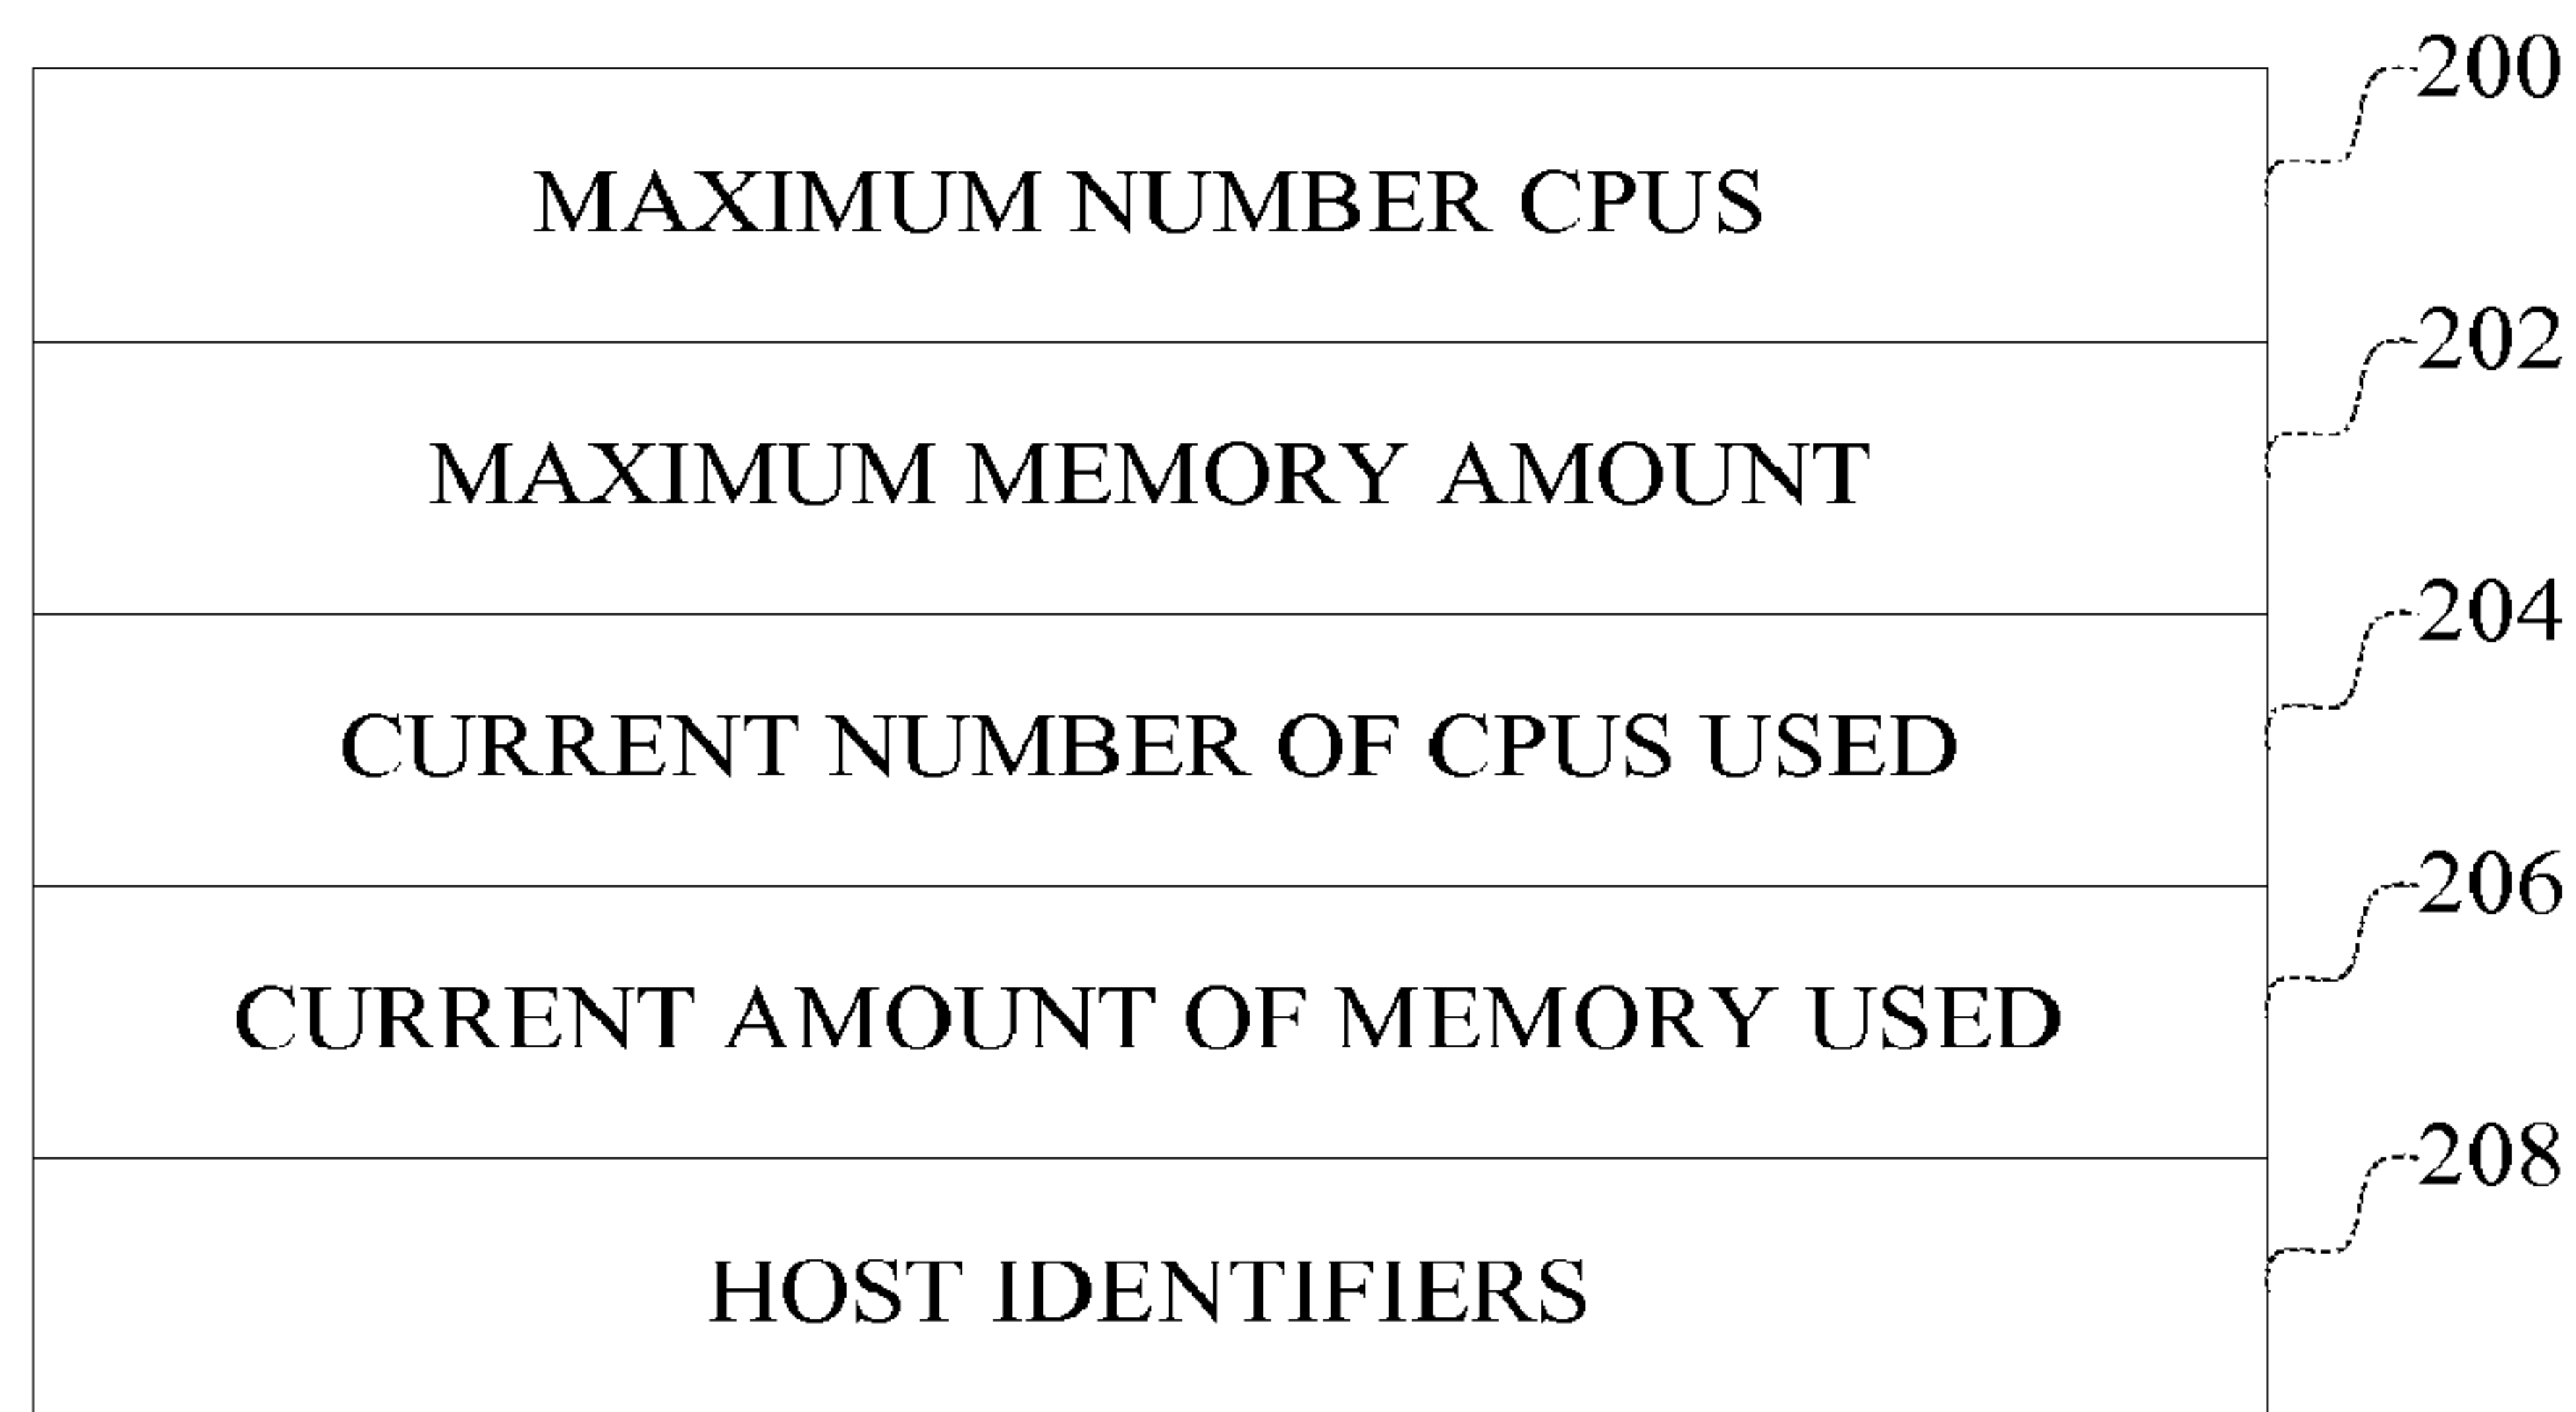 200
MAXIMUM NUMBER CPUS
202
MAXIMUM MEMORY AMOUNT
204
CURRENT NUMBER OF CPUS USED
206
CURRENT AMOUNT OF MEMORY USED
208
HOST IDENTIFIERS